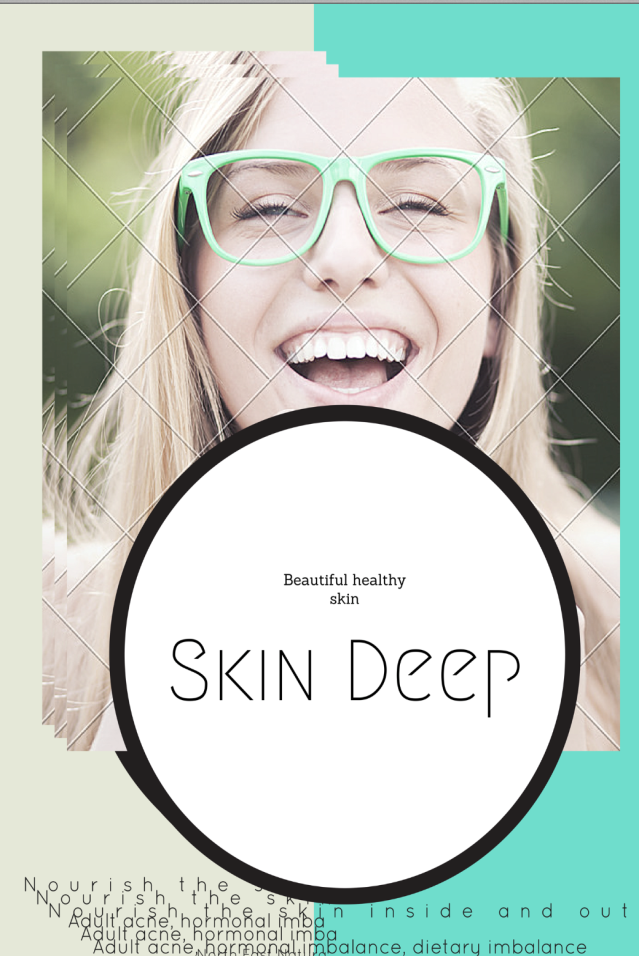 Beautiful healthy
skin
Skin Deep
Nourish the s
Nourish the ski
Nourish the skin inside and out
Adult acne, hormonal imba
Adult acne, hormonal imba
Adult acne, hormonal imbalance, dietary imbalance